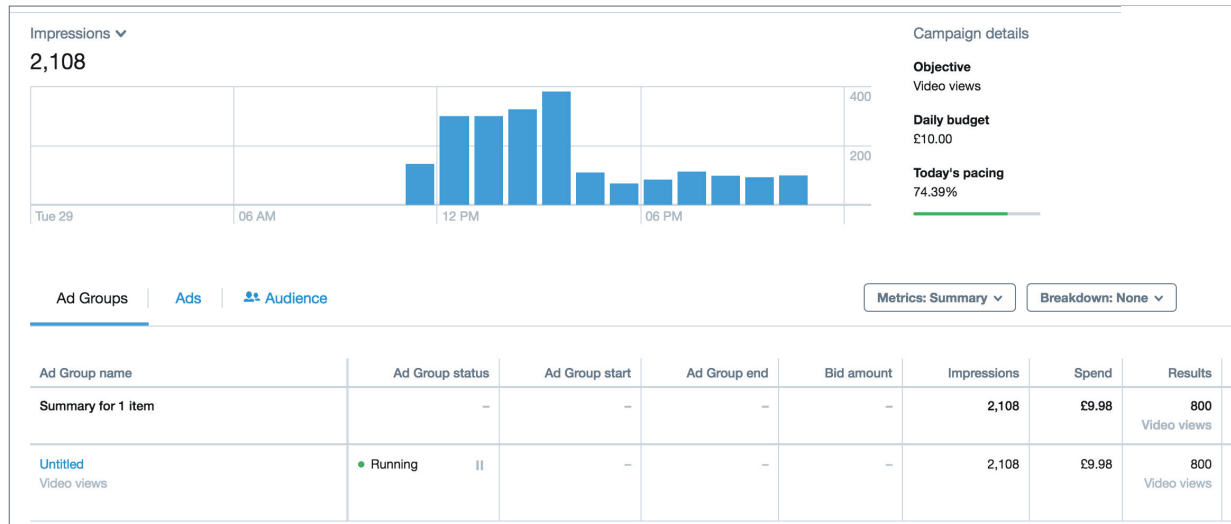 Impressions
2,108
400
200
Tue 29 06 AM 12 PM 06 PM
Campaign details
Objective
Video views
Daily budget
£10.00
Today's pacing
74.39%
Ad Groups Ads Audience
Metrics: Summary Breakdown: None
Ad Group name Ad Group status Ad Group start Ad Group end Bid amount Impressions Spend Results
Summary for 1 item – – – – 2,108 £9.98 800
Video views
Untitled Running – – – 2,108 £9.98 800
Video views Video views